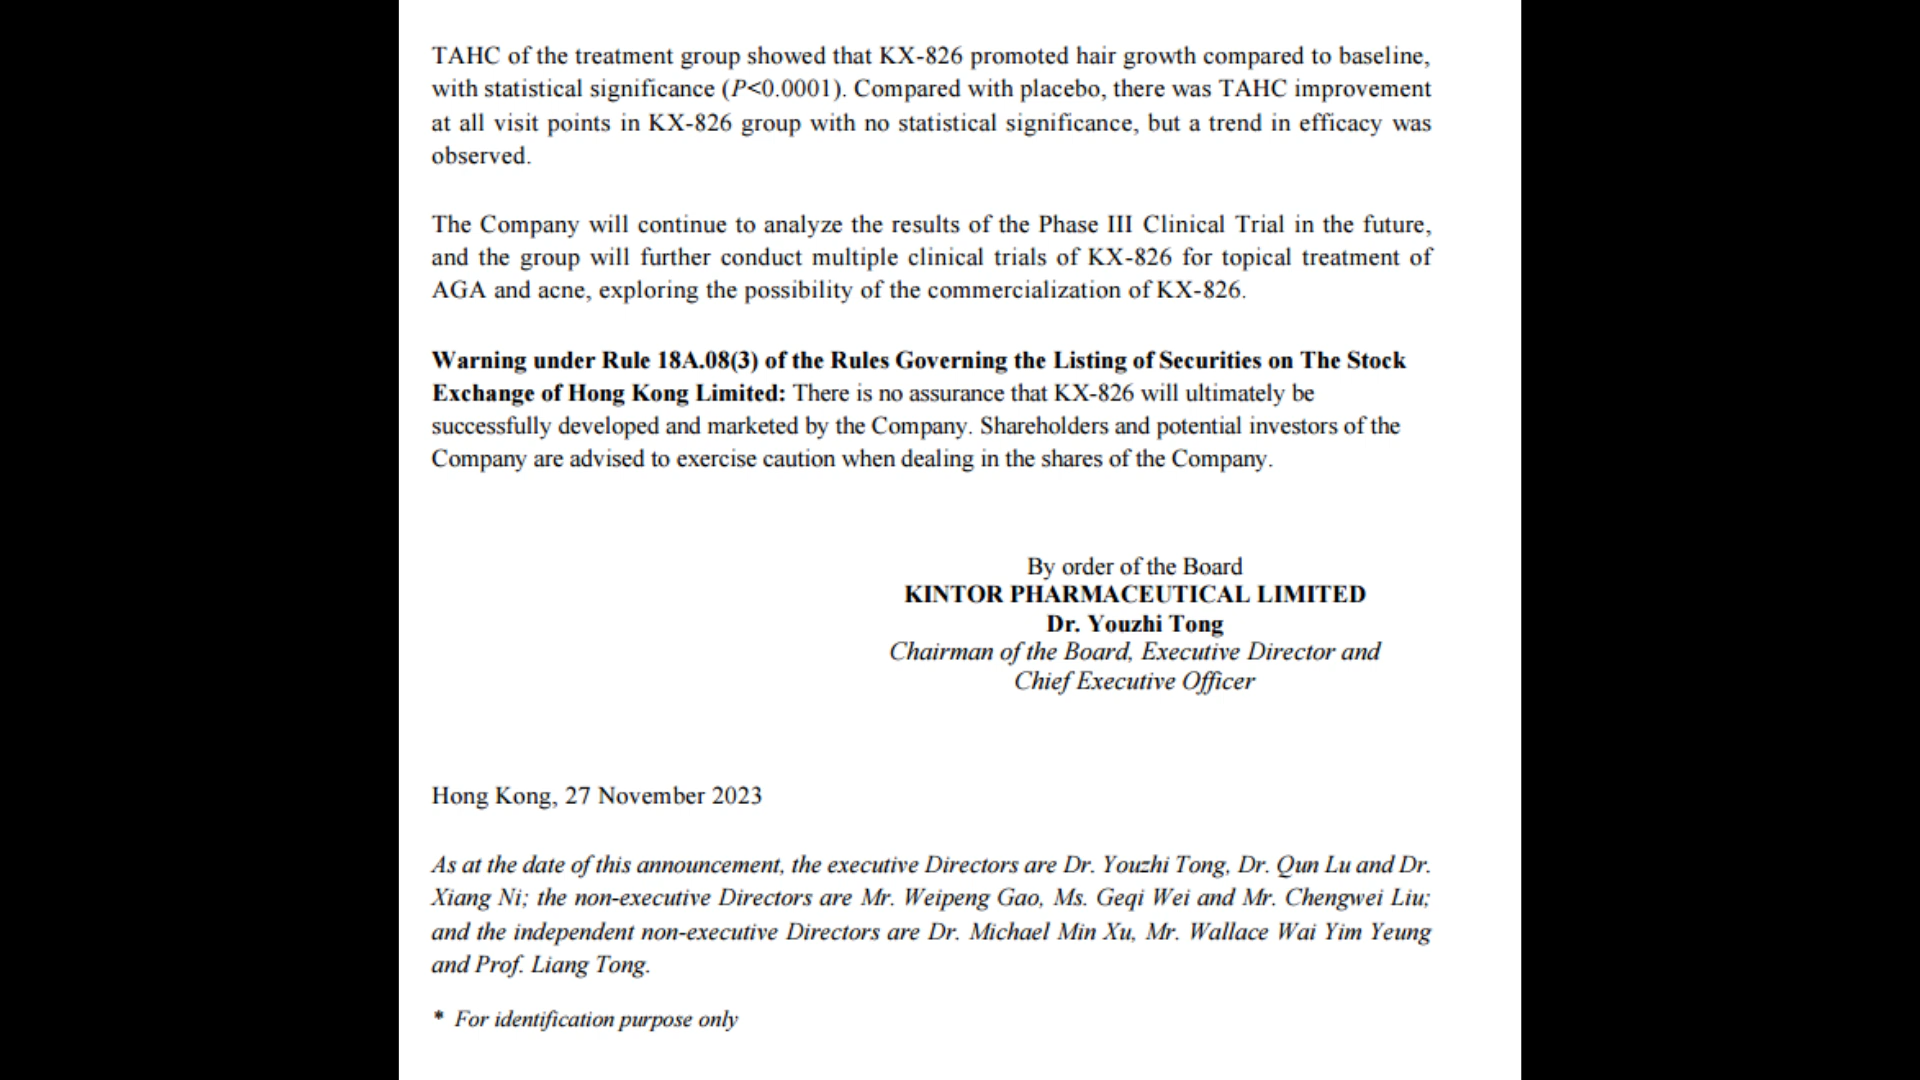 TAHC of the treatment group showed that KX-826 promoted hair growth compared to baseline,
with statistical significance (P<0.0001). Compared with placebo, there was TAHC improvement
at all visit points in KX-826 group with no statistical significance, but a trend in efficacy was
observed.
The Company will continue to analyze the results of the Phase III Clinical Trial in the future,
and the group will further conduct multiple clinical trials of KX-826 for topical treatment of
AGA and acne, exploring the possibility of the commercialization of KX-826.
Warning under Rule 18A.08(3) of the Rules Governing the Listing of Securities on The Stock
Exchange of Hong Kong Limited: There is no assurance that KX-826 will ultimately be
successfully developed and marketed by the Company. Shareholders and potential investors of the
Company are advised to exercise caution when dealing in the shares of the Company.
By order of the Board
KINTOR PHARMACEUTICAL LIMITED
Dr. Youzhi Tong
Chairman of the Board, Executive Director and
Chief Executive Officer
Hong Kong, 27 November 2023
As at the date of this announcement, the executive Directors are Dr. Youzhi Tong, Dr. Qun Lu and Dr.
Xiang Ni; the non-executive Directors are Mr. Weipeng Gao, Ms. Geqi Wei and Mr. Chengwei Liu;
and the independent non-executive Directors are Dr. Michael Min Xu, Mr. Wallace Wai Yim Yeung
and Prof. Liang Tong.
* For identification purpose only